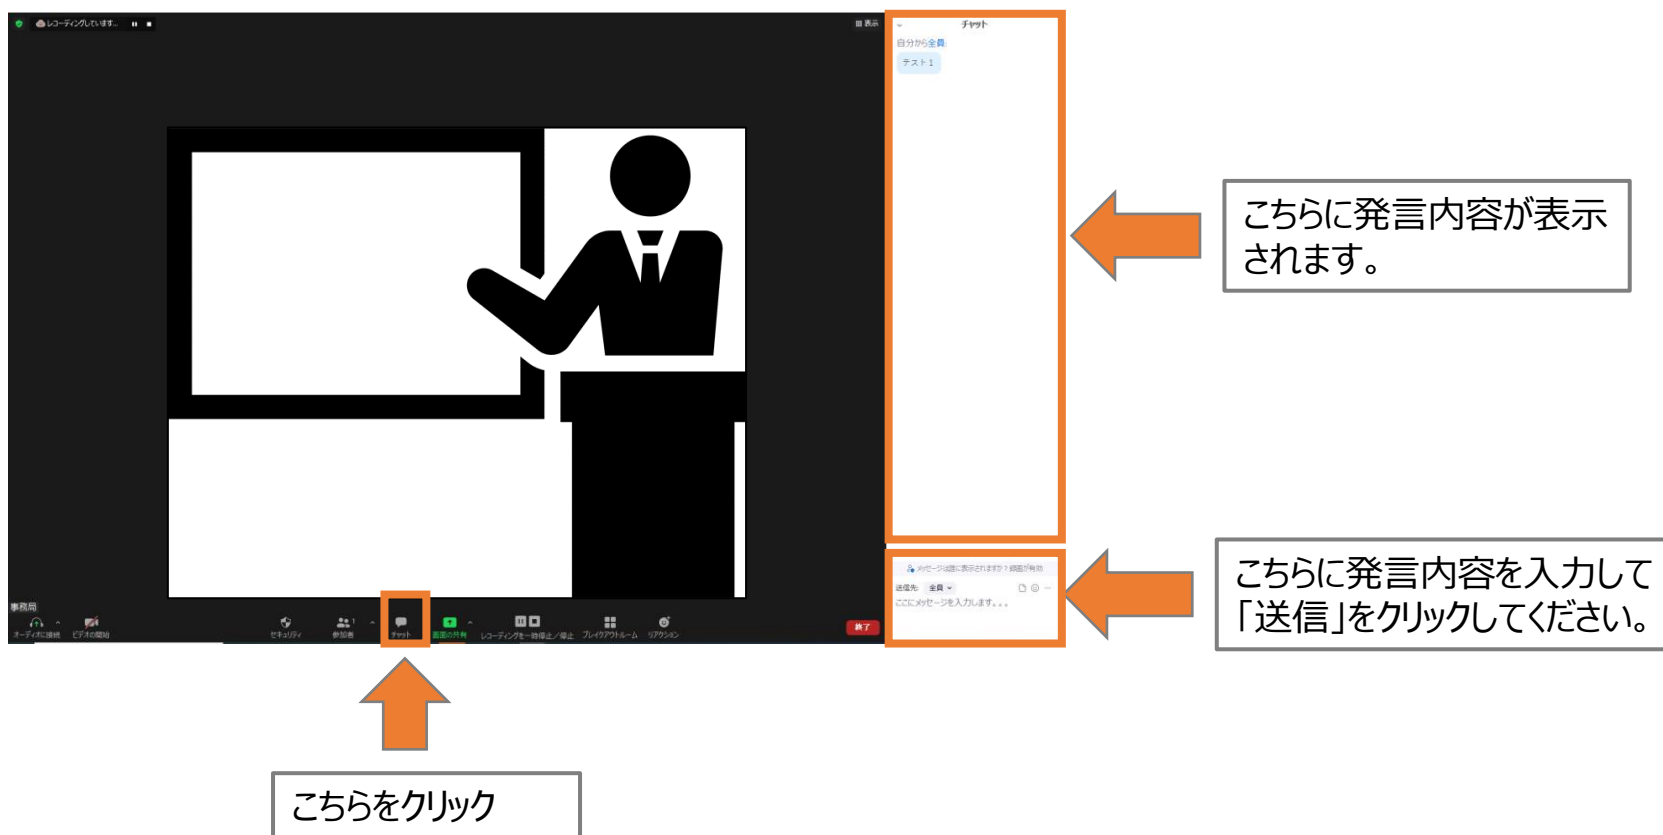 レコーディングしています...
表示
チャット
自分から全員:
テスト1
こちらに発言内容が表示
されます。
メッセージは誰に表示されますか？録画が有効
送信先: 全員
ここにメッセージを入力します。。。
こちらに発言内容を入力して
「送信」をクリックしてください。
事務局
オーディオに接続 ビデオの開始 セキュリティ 参加者 1 チャット 画面の共有 レコーディングを一時停止/停止 ブレイクアウトルーム リアクション 終了
こちらをクリック